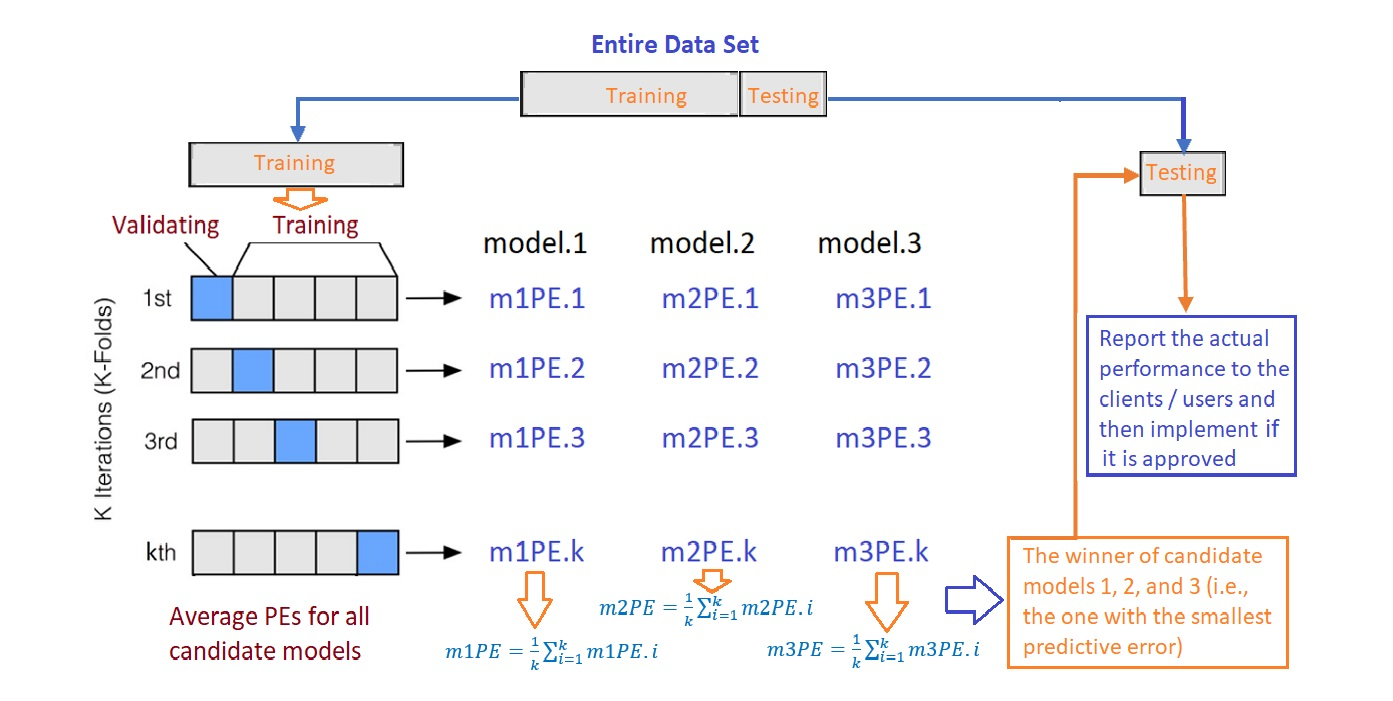 Entire Data Set
Training
Testing
Training
Testing
Validating
Training
model.1
model.2
model.3
K Iterations (K-Folds)
1st
m1PE.1
m2PE.1
m3PE.1
2nd
m1PE.2
m2PE.2
m3PE.2
3rd
m1PE.3
m2PE.3
m3PE.3
kth
m1PE.k
m2PE.k
m3PE.k
Average PEs for all
candidate models
m1PE = 1/k ∑_{i=1}^{k} m1PE.i
m2PE = 1/k ∑_{i=1}^{k} m2PE.i
m3PE = 1/k ∑_{i=1}^{k} m3PE.i
The winner of candidate
models 1, 2, and 3 (i.e.,
the one with the smallest
predictive error)
Report the actual
performance to the
clients / users and
then implement if
it is approved